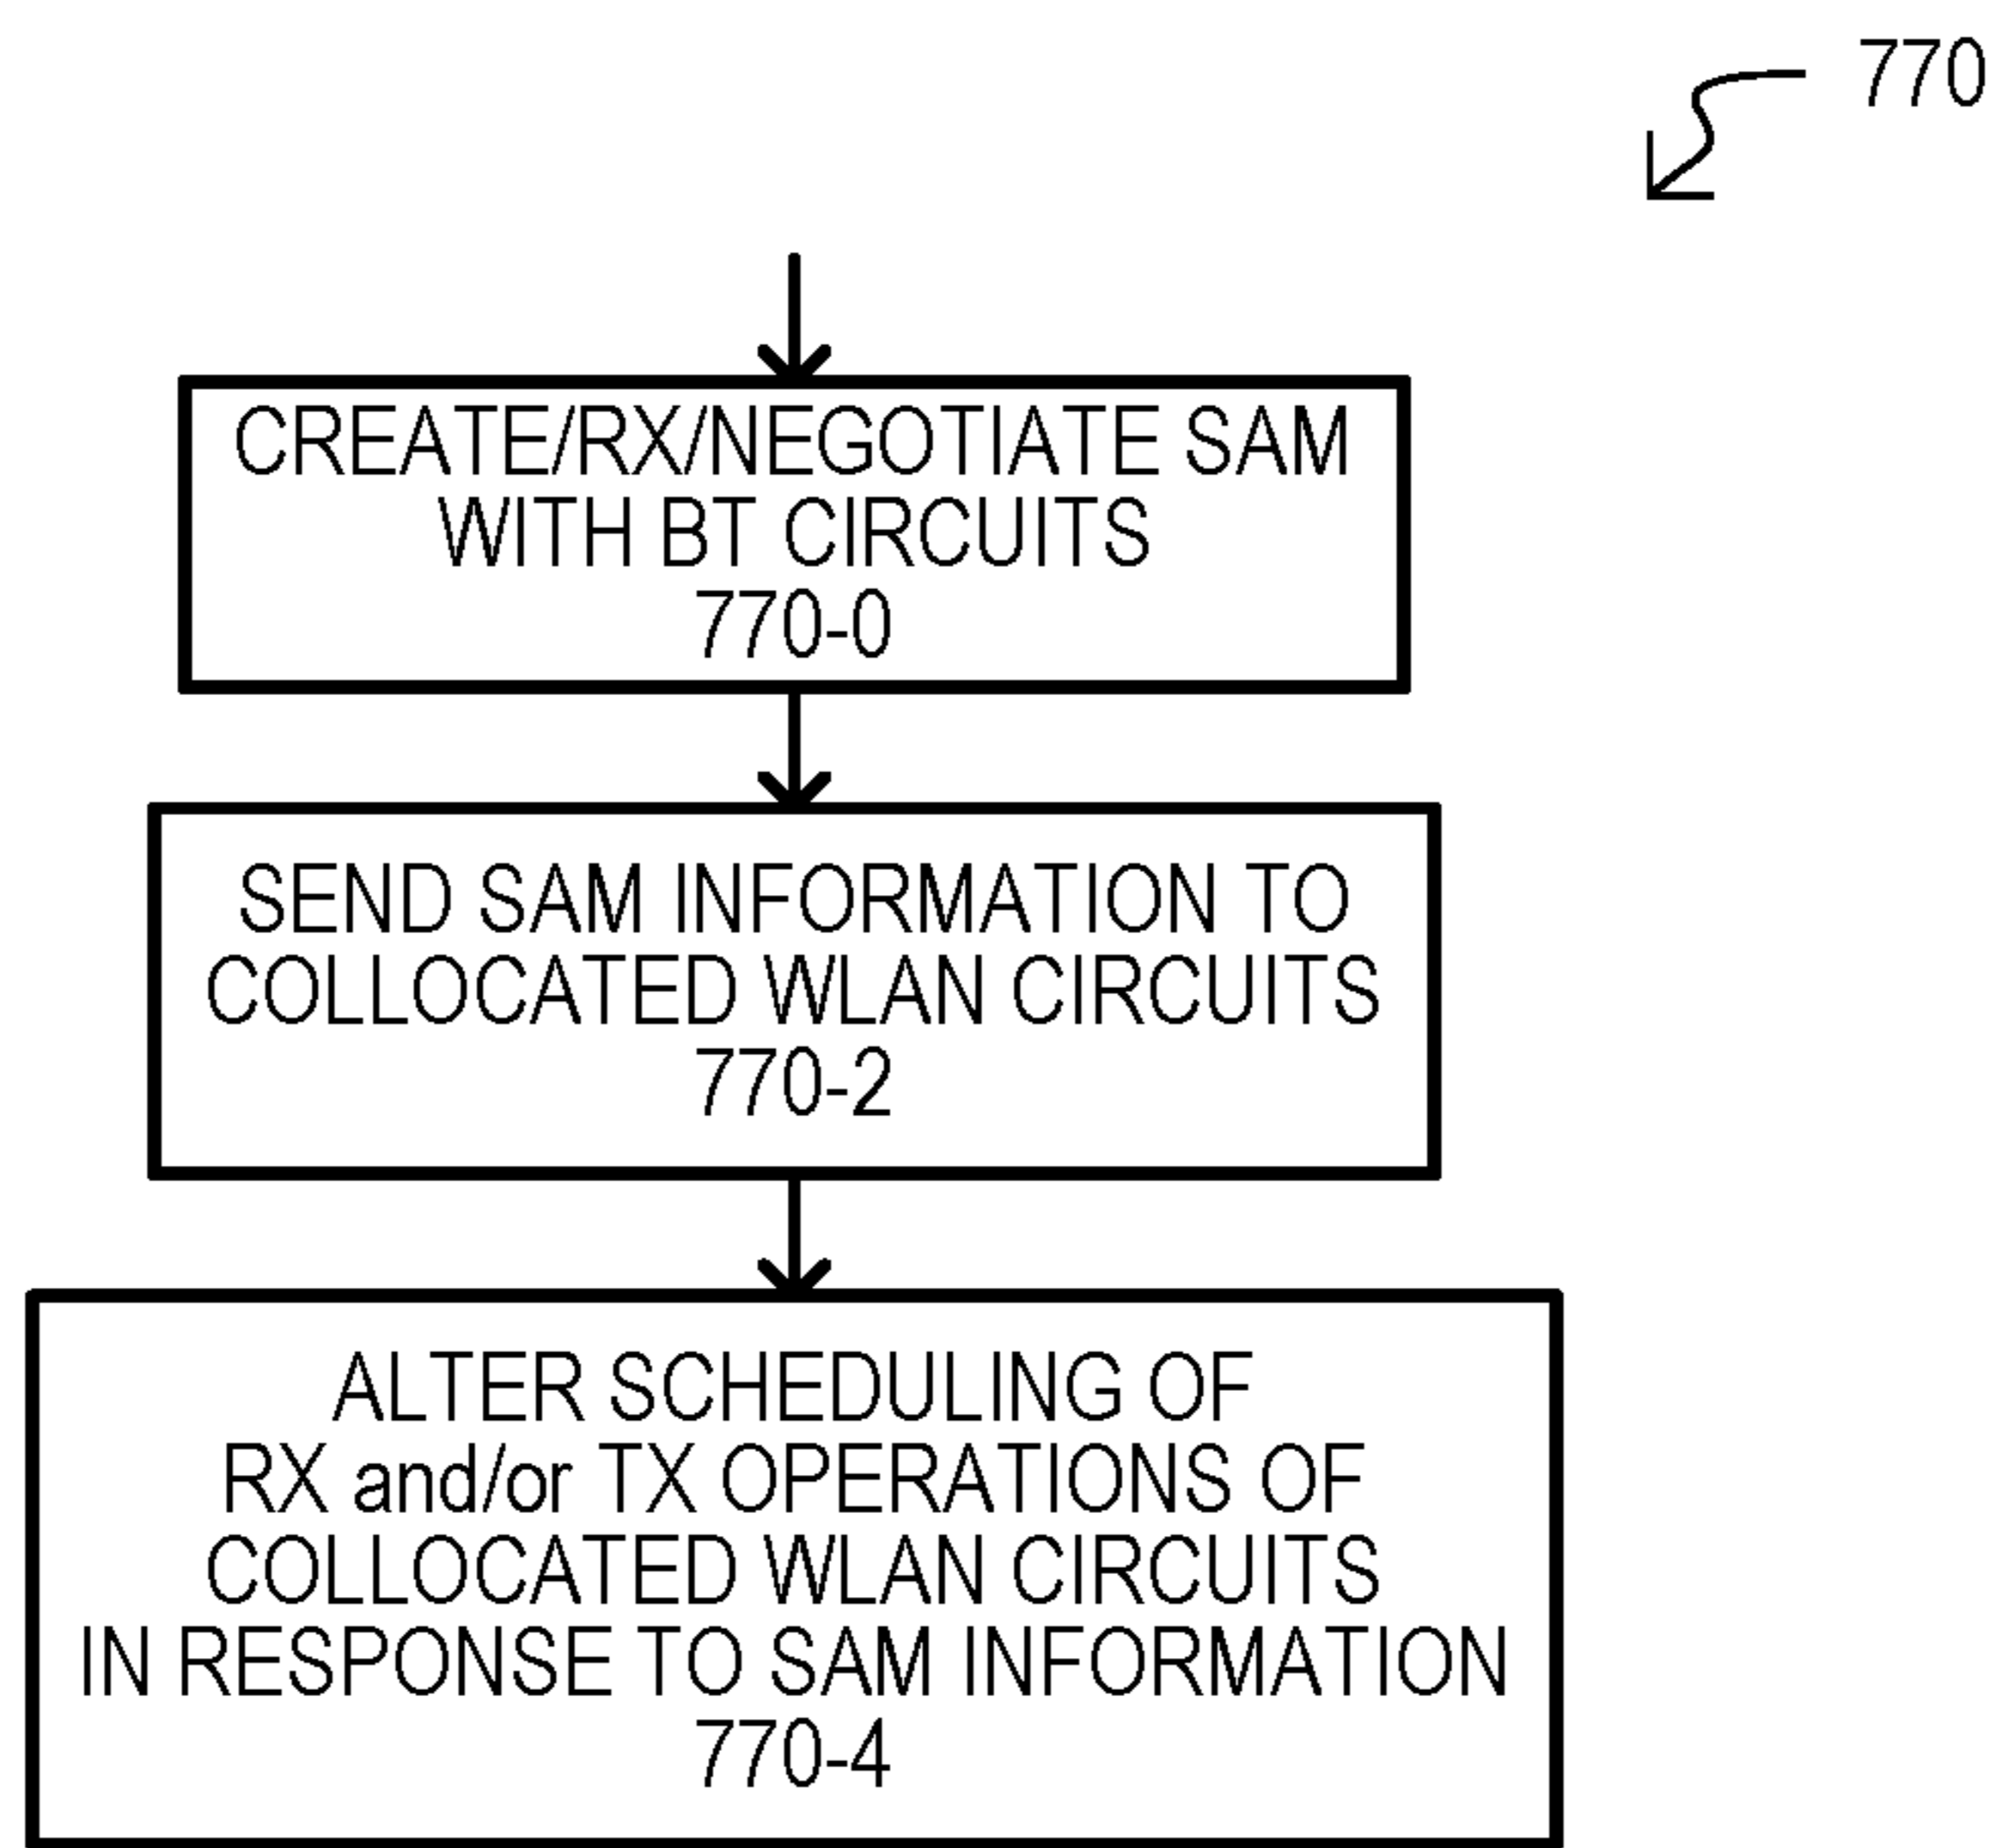 770
CREATE/RX/NEGOTIATE SAM
WITH BT CIRCUITS
770-0
SEND SAM INFORMATION TO
COLLOCATED WLAN CIRCUITS
770-2
ALTER SCHEDULING OF
RX and/or TX OPERATIONS OF
COLLOCATED WLAN CIRCUITS
IN RESPONSE TO SAM INFORMATION
770-4